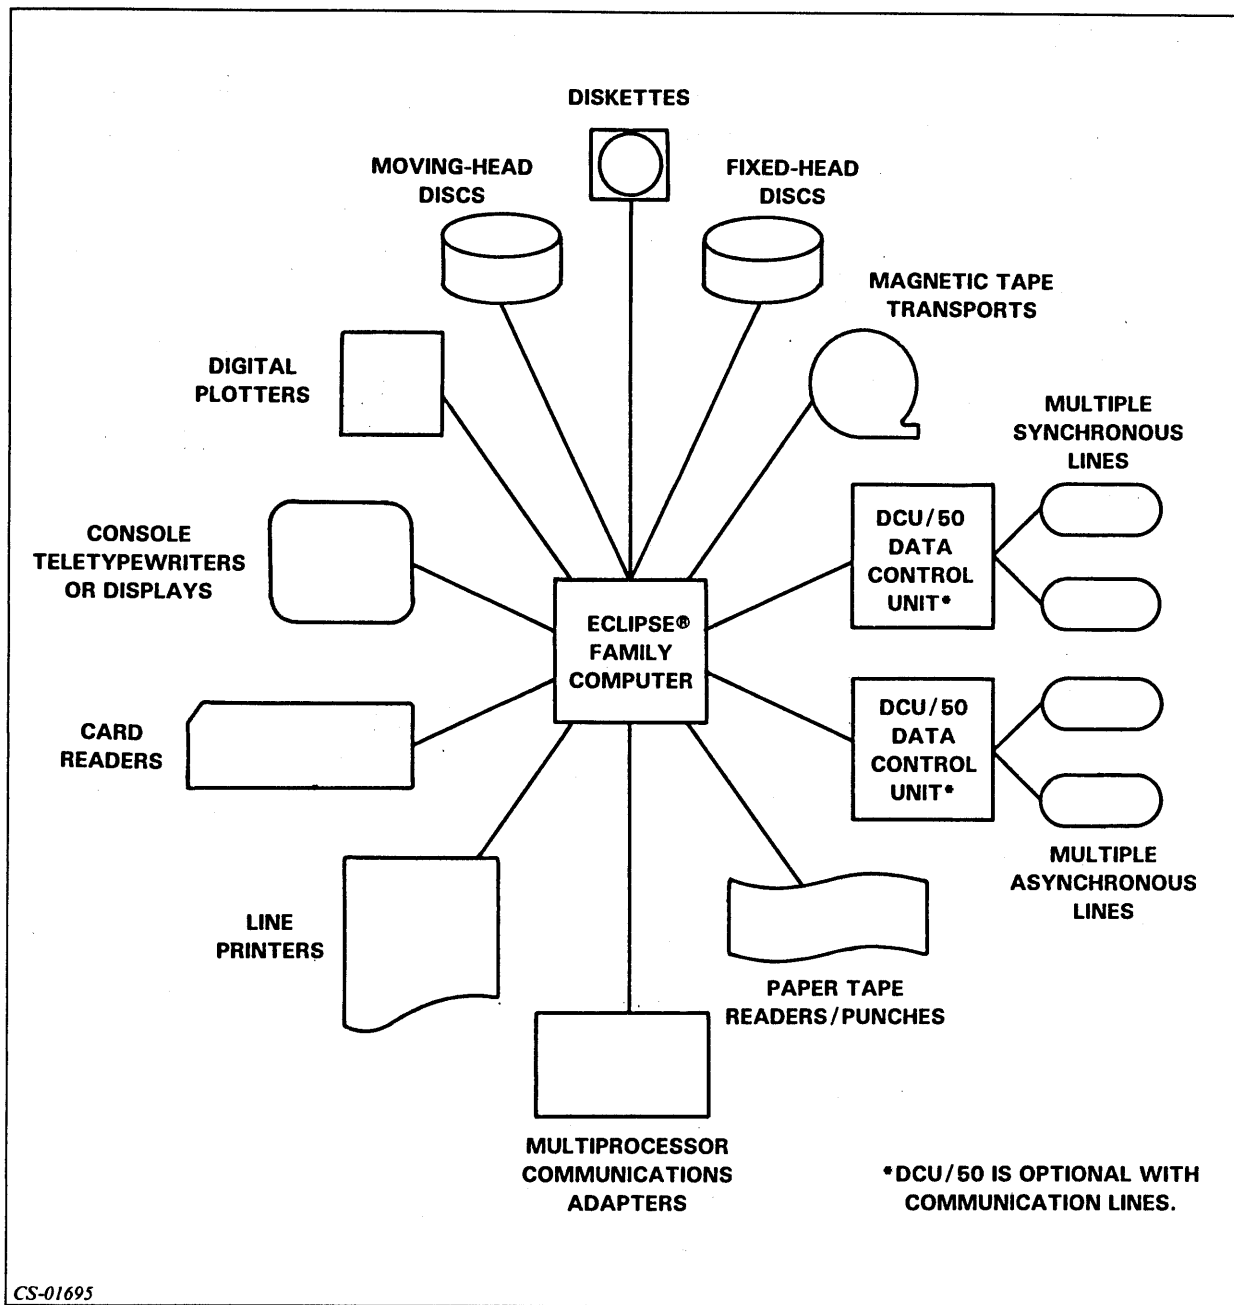 DISKETTES
MOVING-HEAD
DISCS
FIXED-HEAD
DISCS
MAGNETIC TAPE
TRANSPORTS
DIGITAL
PLOTTERS
MULTIPLE
SYNCHRONOUS
LINES
CONSOLE
TELETYPEWRITERS
OR DISPLAYS
DCU/50
DATA
CONTROL
UNIT*
ECLIPSE®
FAMILY
COMPUTER
CARD
READERS
DCU/50
DATA
CONTROL
UNIT*
MULTIPLE
ASYNCHRONOUS
LINES
LINE
PRINTERS
PAPER TAPE
READERS/PUNCHES
MULTIPROCESSOR
COMMUNICATIONS
ADAPTERS
*DCU/50 IS OPTIONAL WITH
COMMUNICATION LINES.
CS-01695